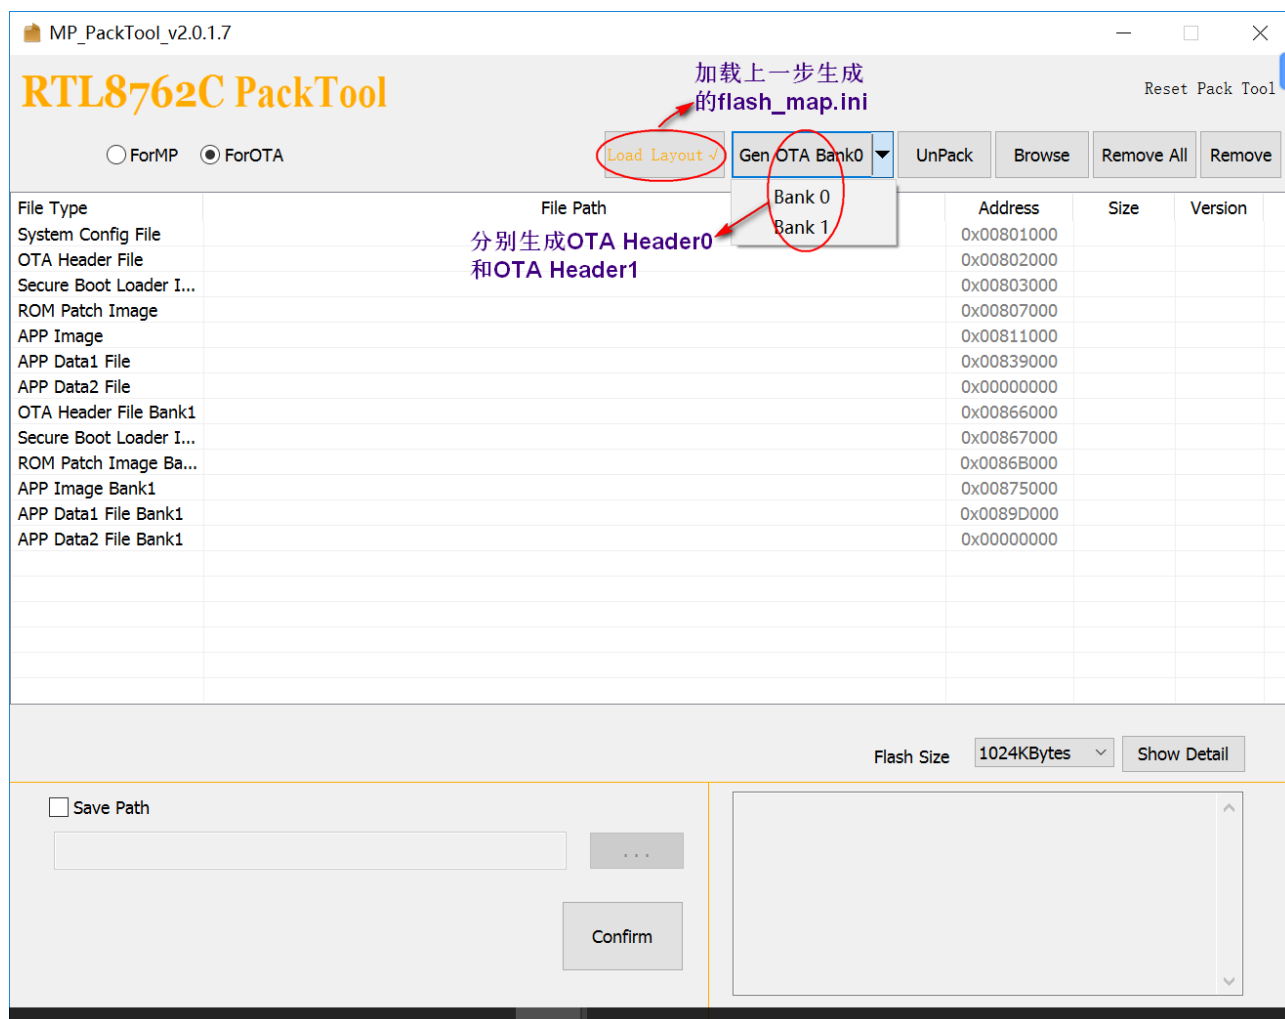 MP_PackTool_v2.0.1.7
RTL8762C PackTool
加载上一步生成
的flash_map.ini
Reset Pack Tool
ForMP
ForOTA
Load Layout √
Gen OTA Bank0
UnPack
Browse
Remove All
Remove
Bank 0
Bank 1
分别生成OTA Header0
和OTA Header1
File Type File Path Address Size Version
System Config File 0x00801000
OTA Header File 0x00802000
Secure Boot Loader I... 0x00803000
ROM Patch Image 0x00807000
APP Image 0x00811000
APP Data1 File 0x00839000
APP Data2 File 0x00000000
OTA Header File Bank1 0x00866000
Secure Boot Loader I... 0x00867000
ROM Patch Image Ba... 0x0086B000
APP Image Bank1 0x00875000
APP Data1 File Bank1 0x0089D000
APP Data2 File Bank1 0x00000000
Flash Size 1024KBytes Show Detail
Save Path
...
Confirm